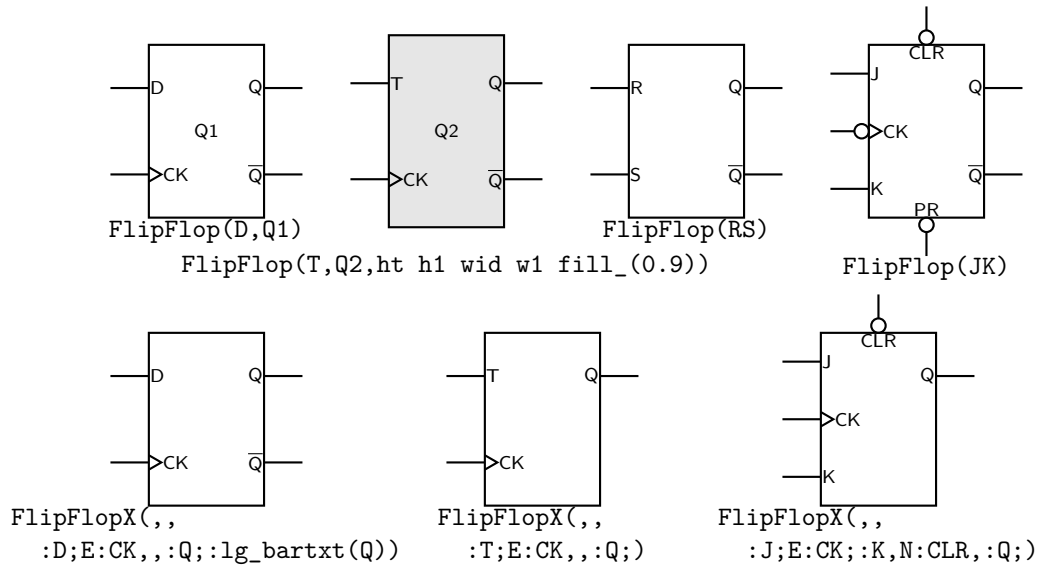 CLR
D Q T Q R Q J Q
Q1 Q2 CK
CK Q̅ CK Q̅ S Q̅ K Q̅
PR
FlipFlop(D,Q1) FlipFlop(RS)
FlipFlop(T,Q2,ht h1 wid w1 fill_(0.9)) FlipFlop(JK)
CLR
D Q T Q J Q
CK
CK Q̅ CK K
FlipFlopX(,, FlipFlopX(,, FlipFlopX(,,
:D;E:CK,,:Q;:lg_bartxt(Q)) :T;E:CK,,:Q;) :J;E:CK;:K,N:CLR,:Q;)